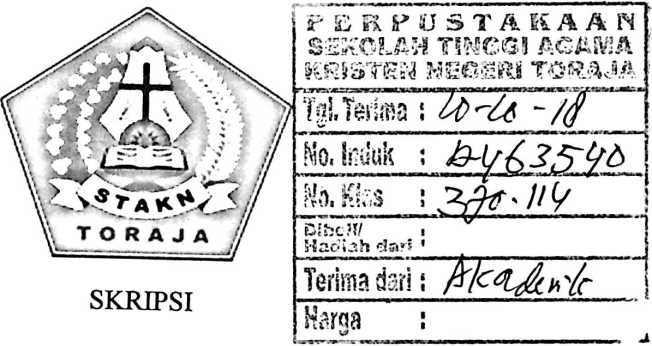 STAKN
TORAJA
SKRIPSI
PERPUSTAKAAN
SEKOLAH TINGGI AGAMA
KRISTEN NEGERI TORAJA
Tgl. Terima : 10-10-18
No. Induk : 2463540
No. Klas : 370.114
Dibeli/
Hadiah dari :
Terima dari : Akademik
Harga :